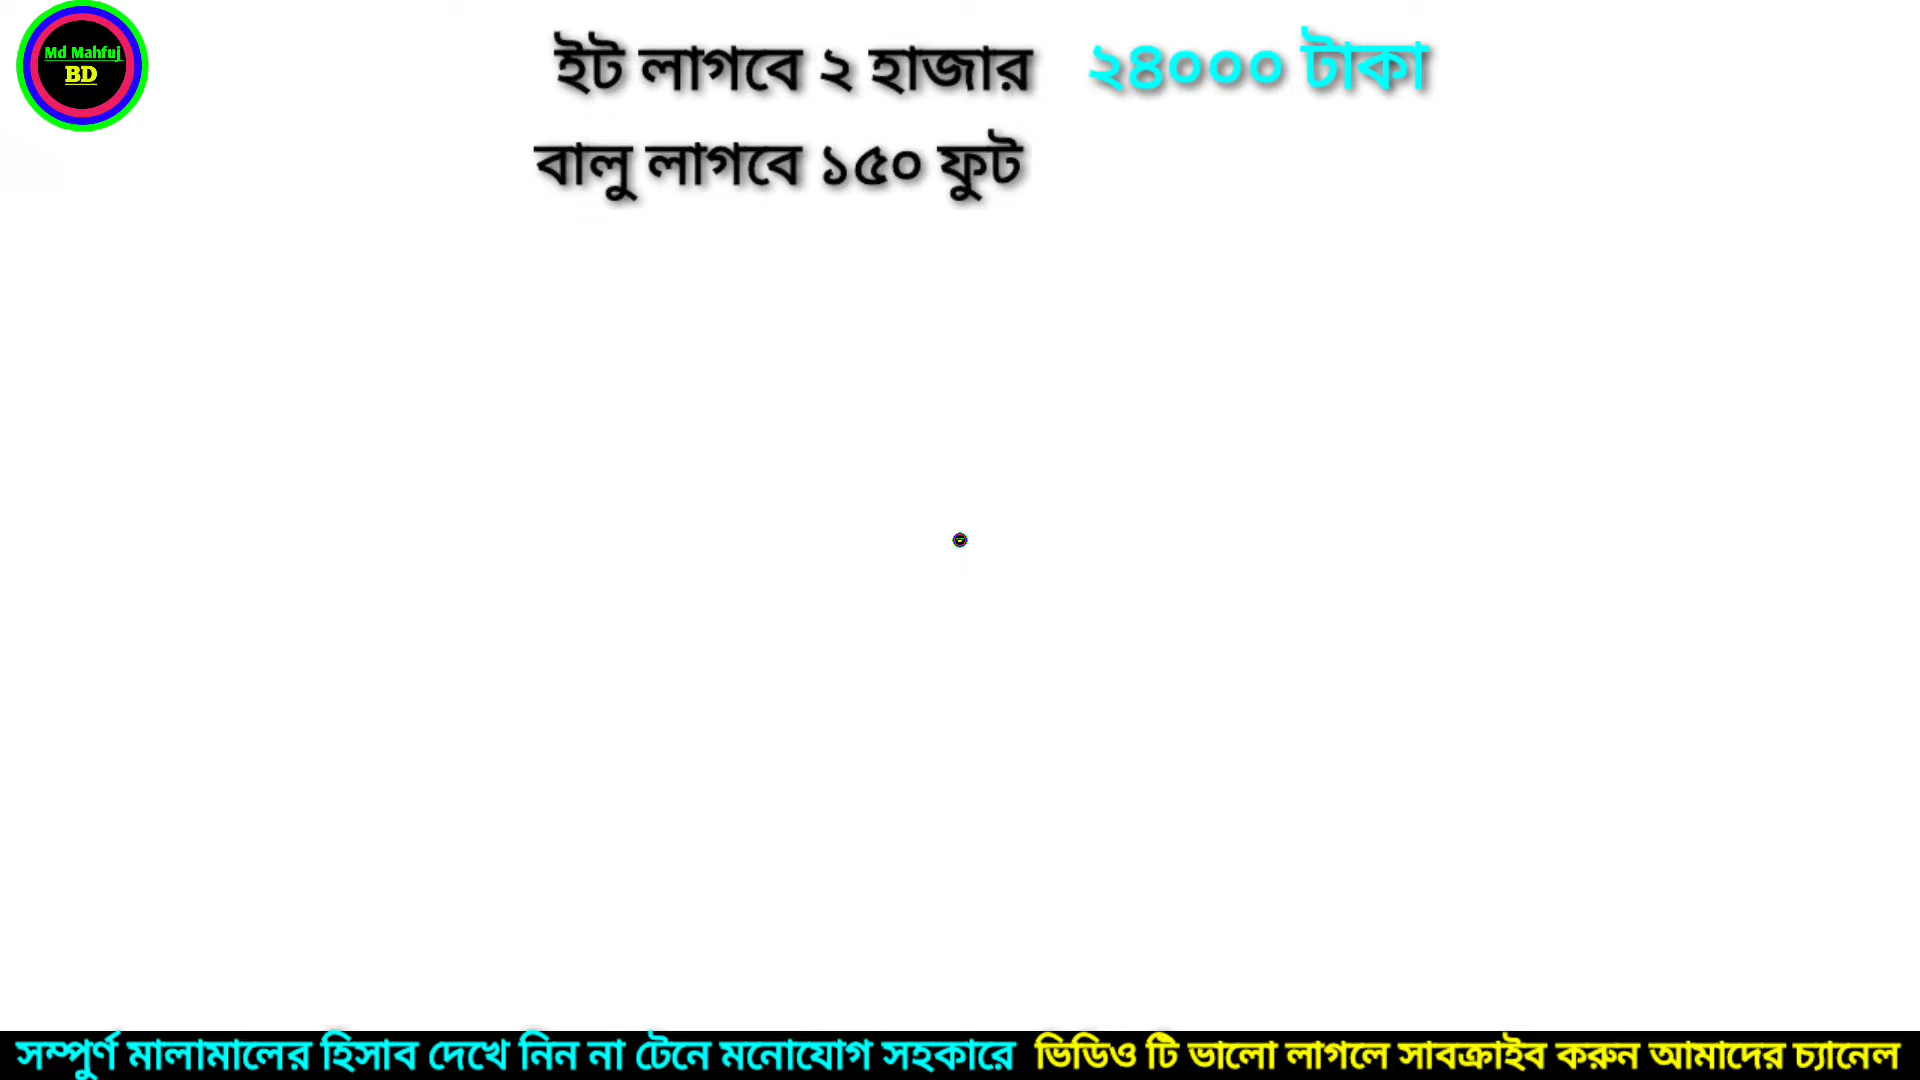 Md Mahfuj
BD
ইট লাগবে ২ হাজার ২৪০০০ টাকা
বালু লাগবে ১৫০ ফুট
সম্পুর্ণ মালামালের হিসাব দেখে নিন না টেনে মনোযোগ সহকারে ভিডিও টি ভালো লাগলে সাবক্রাইব করুন আমাদের চ্যানেল